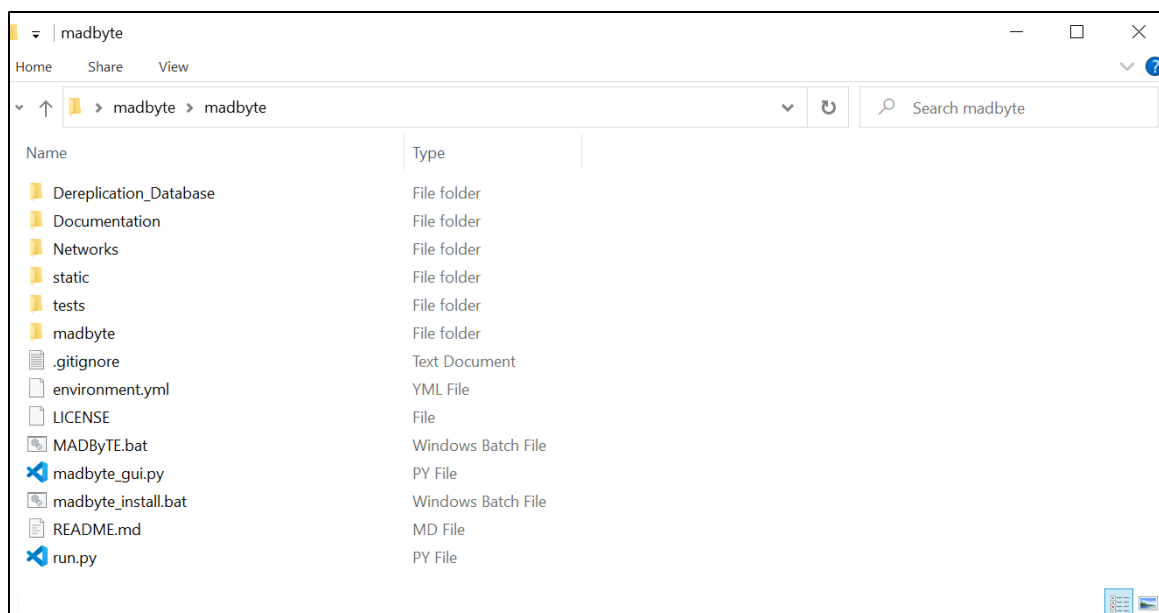 madbyte
Home Share View
madbyte > madbyte Search madbyte
Name Type
Dereplication_Database File folder
Documentation File folder
Networks File folder
static File folder
tests File folder
madbyte File folder
.gitignore Text Document
environment.yml YML File
LICENSE File
MADByTE.bat Windows Batch File
madbyte_gui.py PY File
madbyte_install.bat Windows Batch File
README.md MD File
run.py PY File